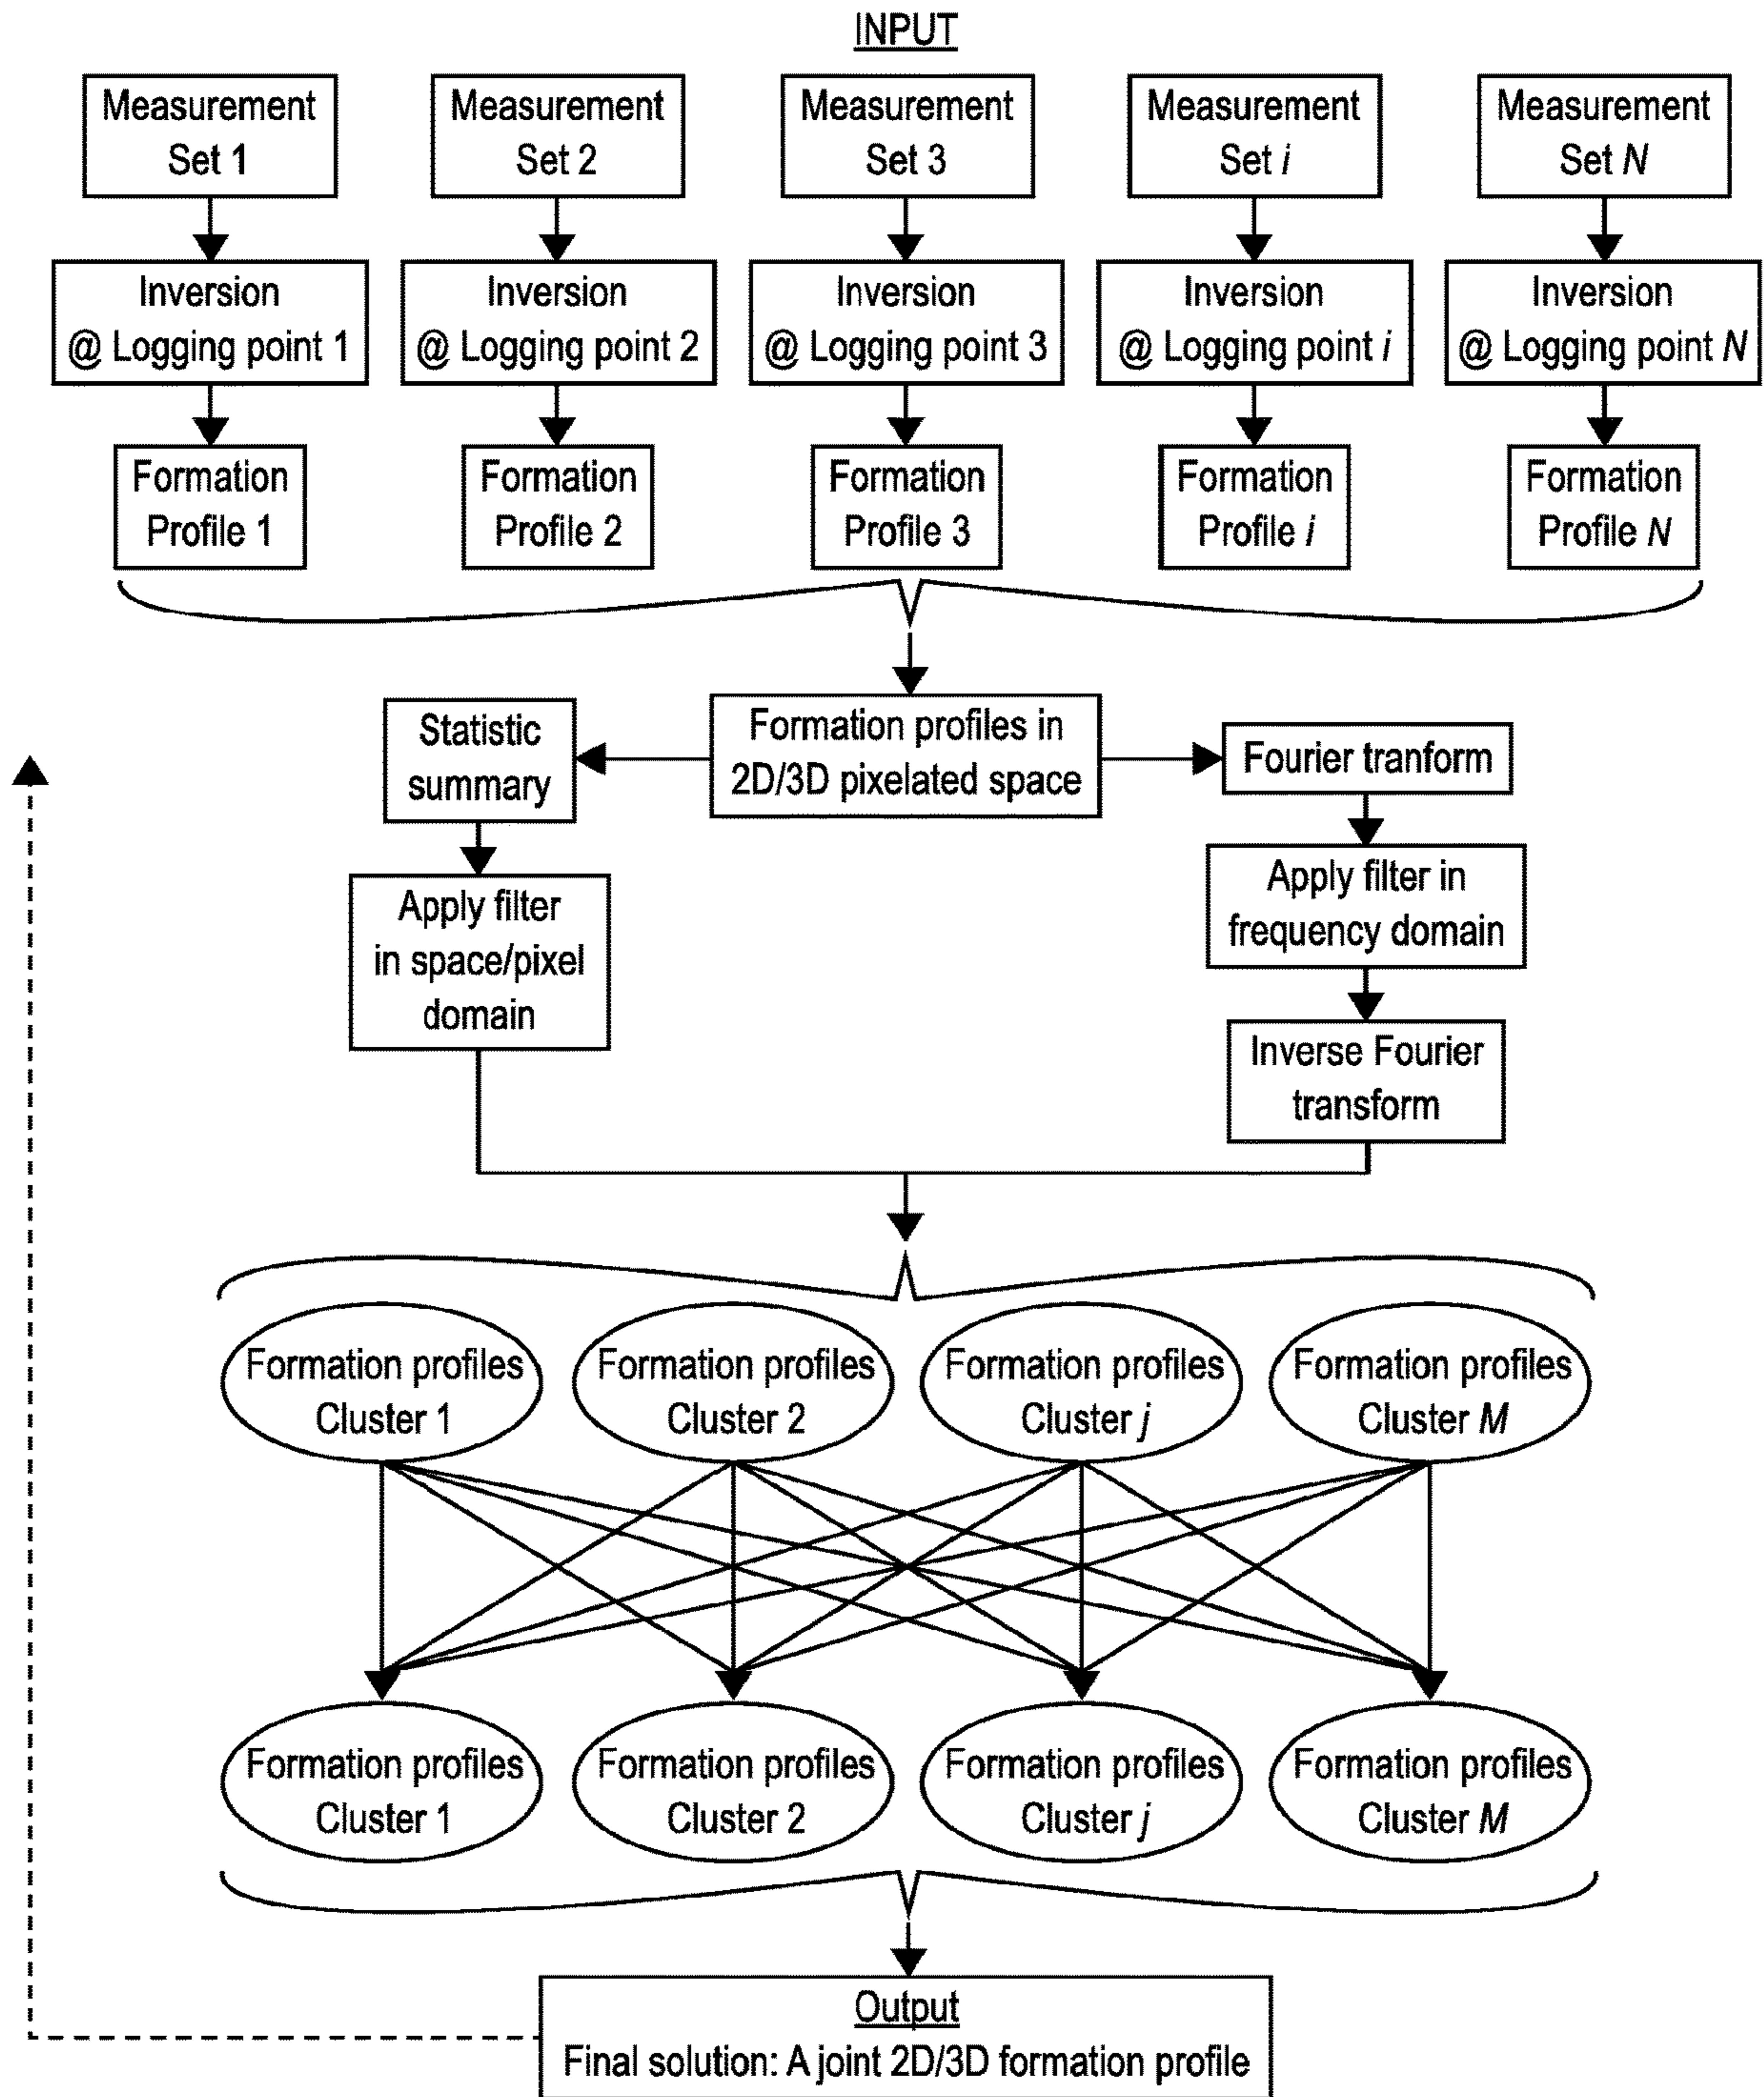 INPUT
Measurement
Set 1
Measurement
Set 2
Measurement
Set 3
Measurement
Set i
Measurement
Set N
Inversion
@ Logging point 1
Inversion
@ Logging point 2
Inversion
@ Logging point 3
Inversion
@ Logging point i
Inversion
@ Logging point N
Formation
Profile 1
Formation
Profile 2
Formation
Profile 3
Formation
Profile i
Formation
Profile N
Statistic
summary
Formation profiles in
2D/3D pixelated space
Fourier tranform
Apply filter
in space/pixel
domain
Apply filter in
frequency domain
Inverse Fourier
transform
Formation profiles
Cluster 1
Formation profiles
Cluster 2
Formation profiles
Cluster j
Formation profiles
Cluster M
Formation profiles
Cluster 1
Formation profiles
Cluster 2
Formation profiles
Cluster j
Formation profiles
Cluster M
Output
Final solution: A joint 2D/3D formation profile